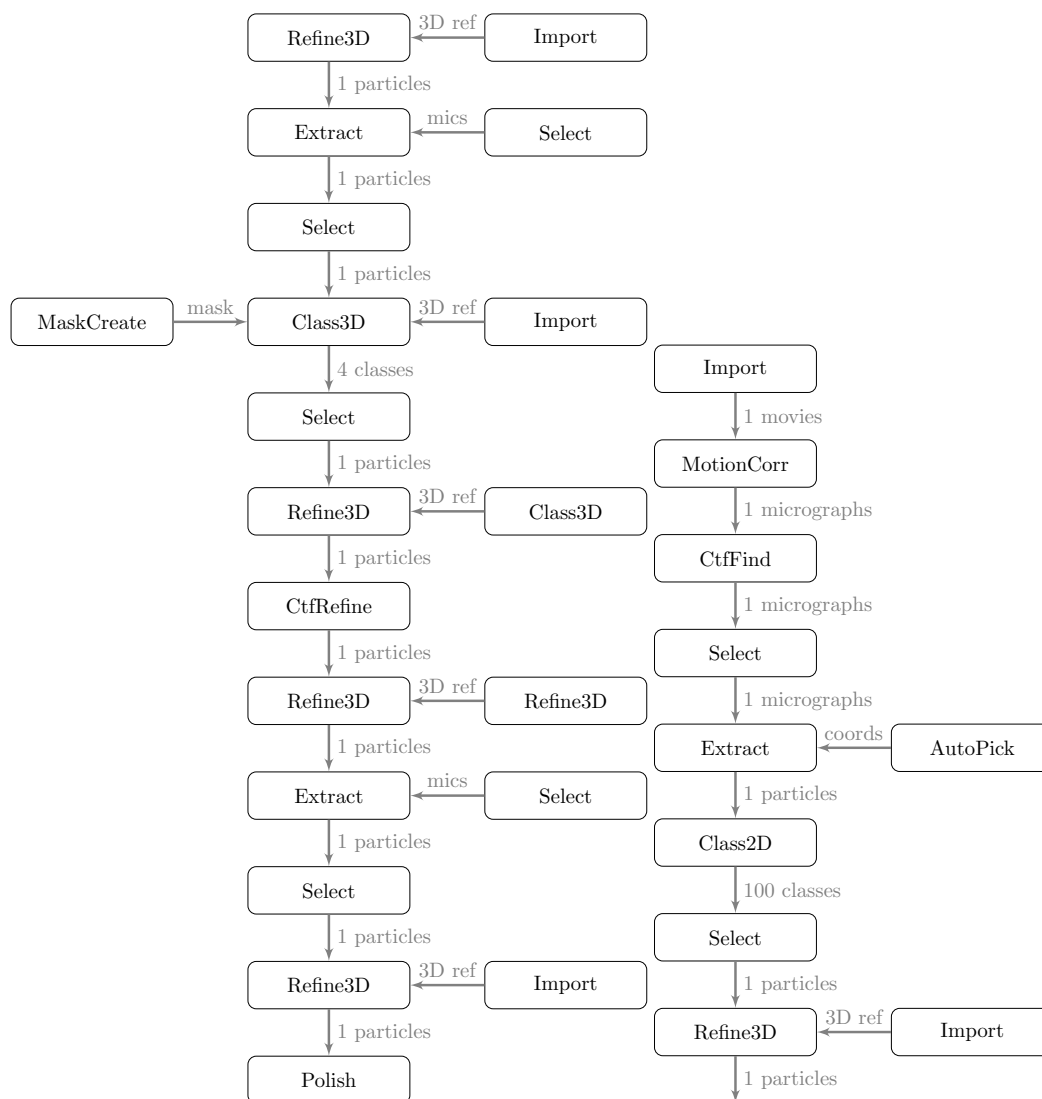 Refine3D
3D ref
Import
1 particles
Extract
mics
Select
1 particles
Select
1 particles
MaskCreate
mask
Class3D
3D ref
Import
4 classes
Select
1 particles
Refine3D
3D ref
Class3D
1 particles
CtfRefine
1 particles
Refine3D
3D ref
Refine3D
1 particles
Extract
mics
Select
1 particles
Select
1 particles
Refine3D
3D ref
Import
1 particles
Polish
Import
1 movies
MotionCorr
1 micrographs
CtfFind
1 micrographs
Select
1 micrographs
Extract
coords
AutoPick
1 particles
Class2D
100 classes
Select
1 particles
Refine3D
3D ref
Import
1 particles